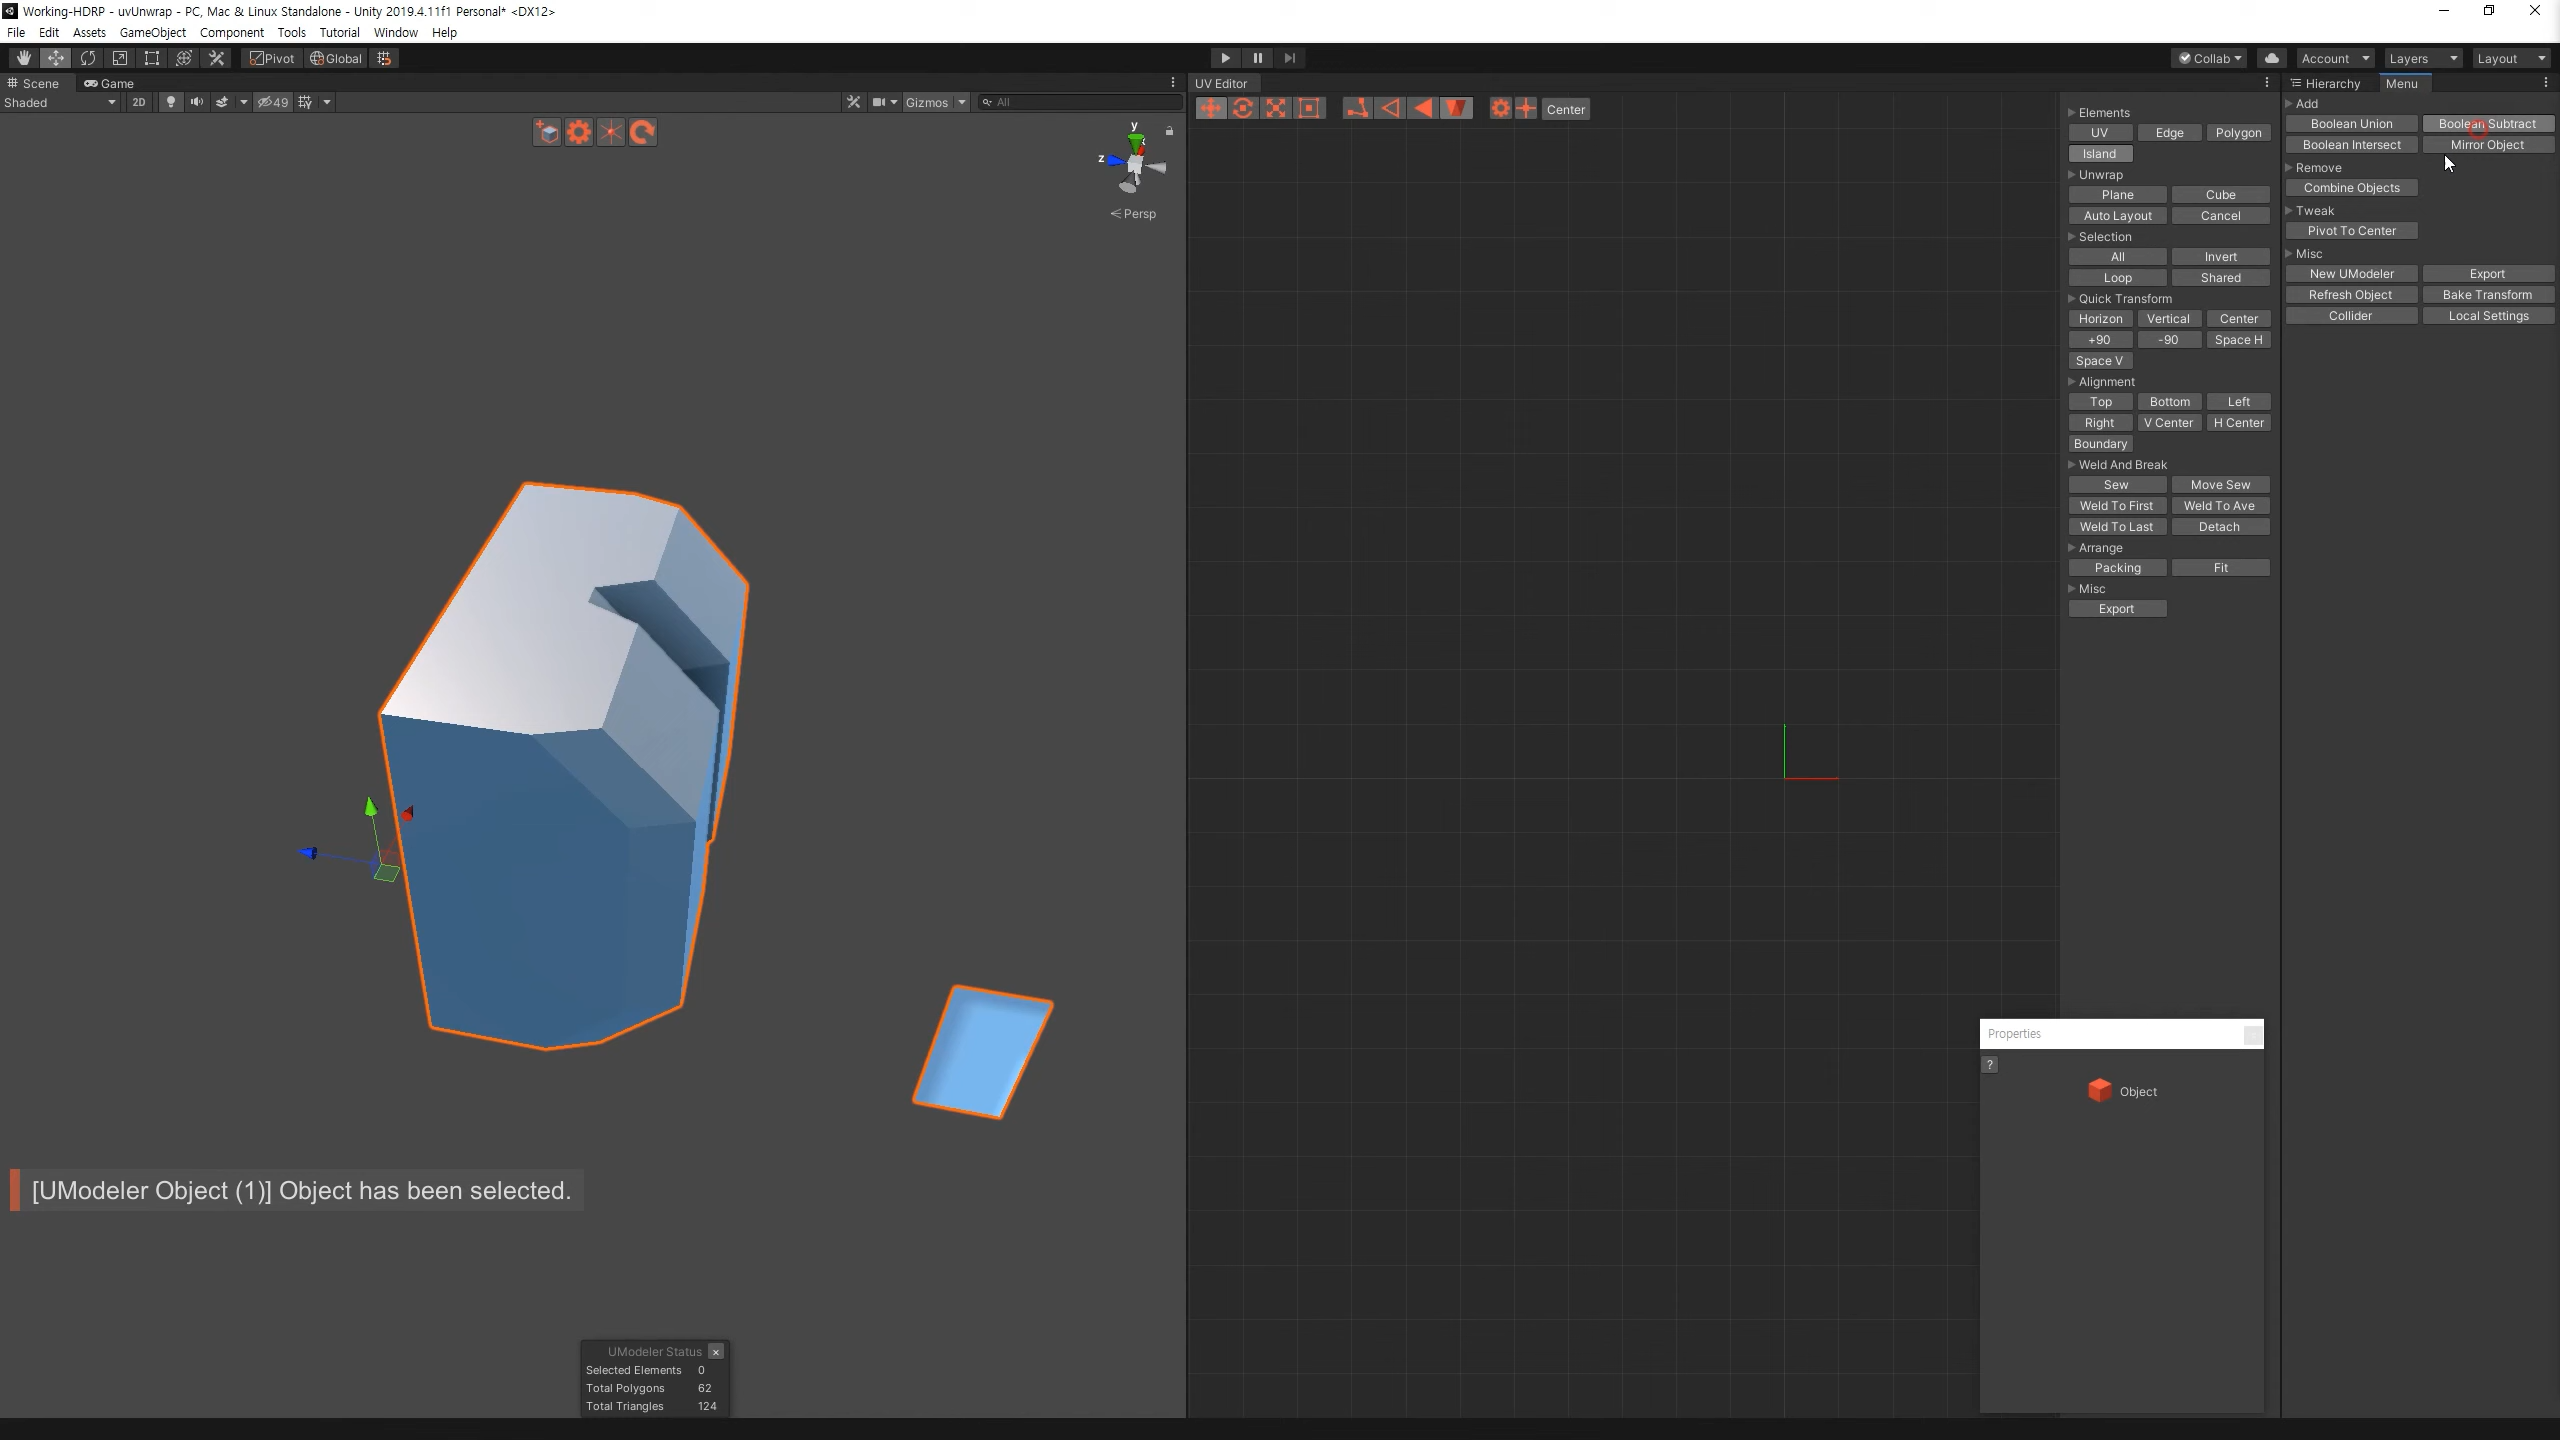 Working-HDRP - uvUnwrap - PC, Mac & Linux Standalone - Unity 2019.4.11f1 Personal* <DX12>
File Edit Assets GameObject Component Tools Tutorial Window Help
Pivot Global Collab Account Layers Layout
Scene Game UV Editor Hierarchy Menu
Shaded 2D 49 Gizmos All
Center
y
z
Persp
Elements
UV Edge Polygon
Island
Unwrap
Plane Cube
Auto Layout Cancel
Selection
All Invert
Loop Shared
Quick Transform
Horizon Vertical Center
+90 -90 Space H
Space V
Alignment
Top Bottom Left
Right V Center H Center
Boundary
Weld And Break
Sew Move Sew
Weld To First Weld To Ave
Weld To Last Detach
Arrange
Packing Fit
Misc
Export
Add
Boolean Union Boolean Subtract
Boolean Intersect Mirror Object
Remove
Combine Objects
Tweak
Pivot To Center
Misc
New UModeler Export
Refresh Object Bake Transform
Collider Local Settings
Properties
?
Object
[UModeler Object (1)] Object has been selected.
UModeler Status x
Selected Elements 0
Total Polygons 62
Total Triangles 124